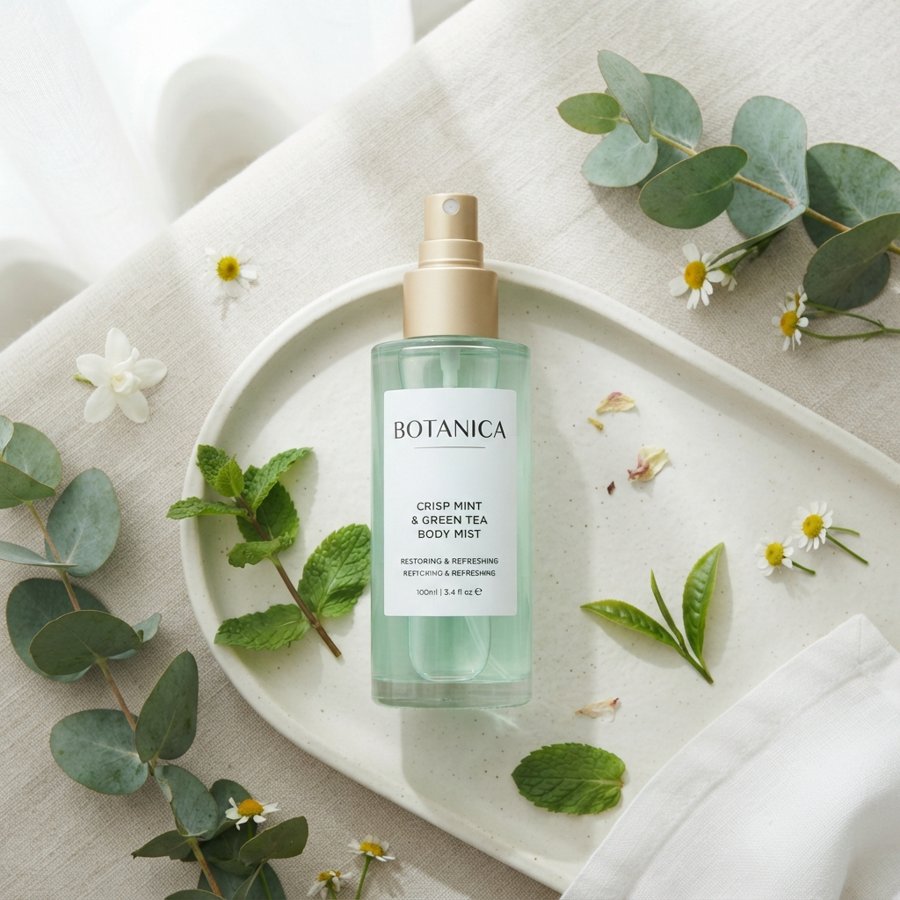 BOTANICA
CRISP MINT
& GREEN TEA
BODY MIST
RESTORING & REFRESHING
& REFRESHING
100ml | 3.4 fl oz ℮